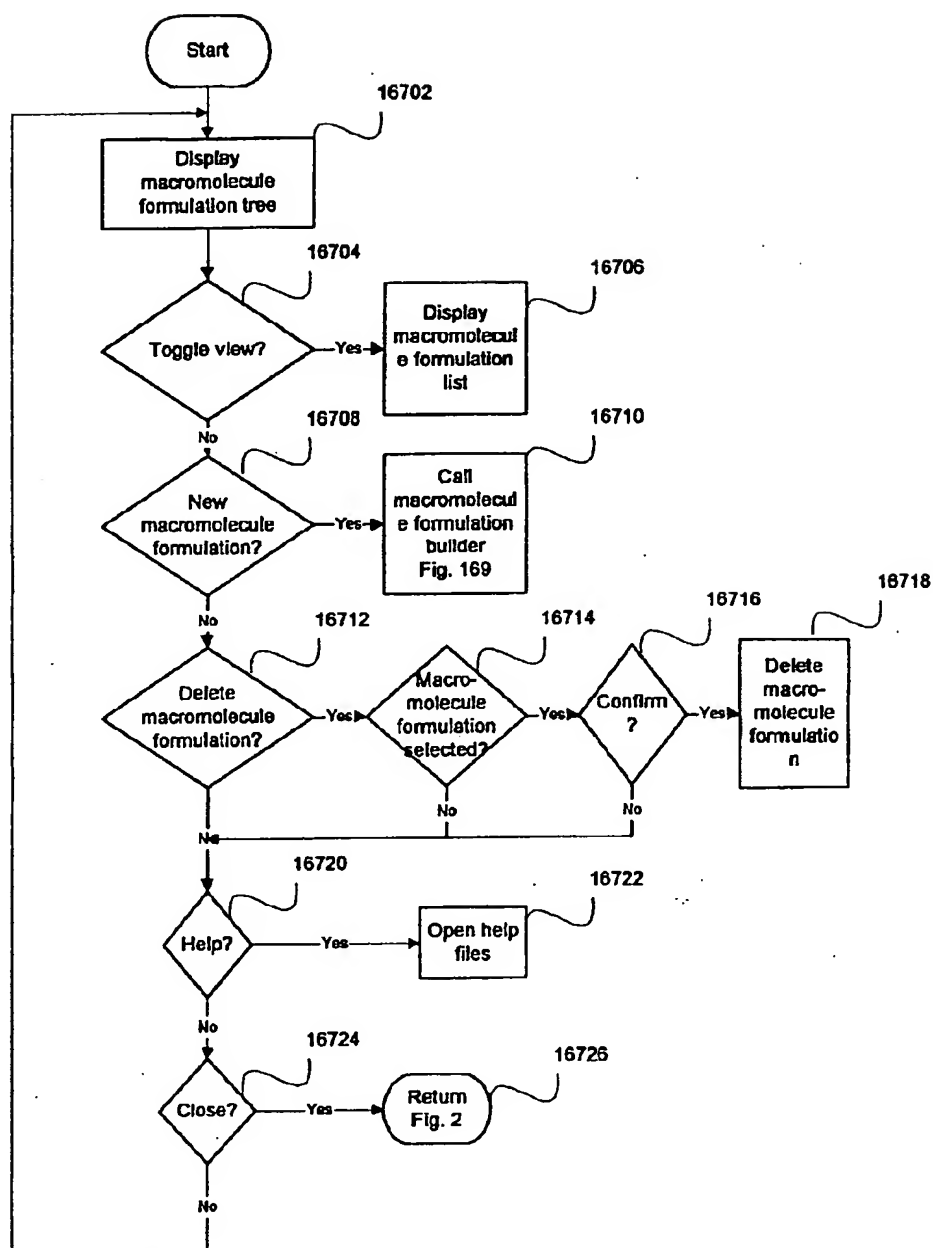 Start
16702
Display
macromolecule
formulation tree
16704
Toggle view?
Yes
16706
Display
macromolecul
e formulation
list
No
16708
New
macromolecule
formulation?
Yes
16710
Call
macromolecul
e formulation
builder
Fig. 169
No
16712
Delete
macromolecule
formulation?
Yes
16714
Macro-
molecule
formulation
selected?
Yes
16716
Confirm
?
Yes
16718
Delete
macro-
molecule
formulatio
n
No
No
No
16720
Help?
Yes
16722
Open help
files
No
16724
Close?
Yes
16726
Return
Fig. 2
No